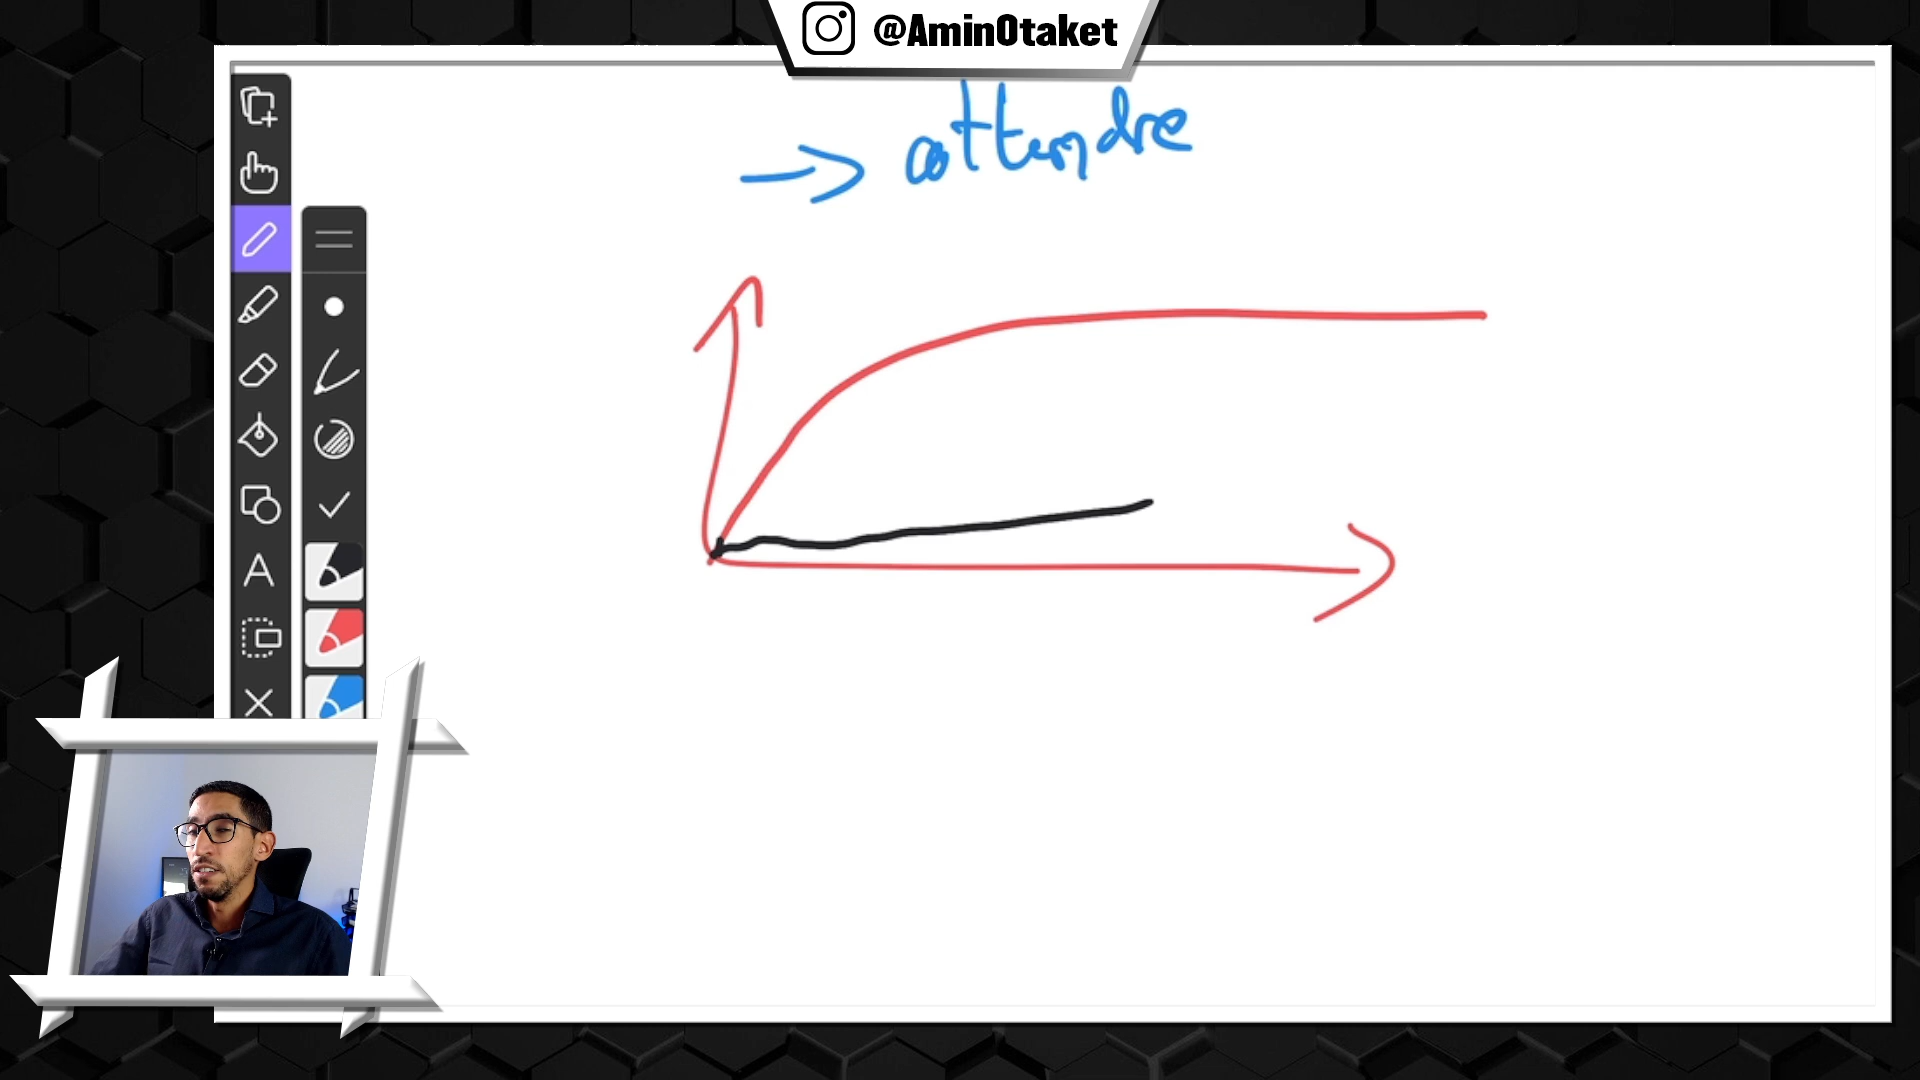 @AminOtaket
→ attendre
A